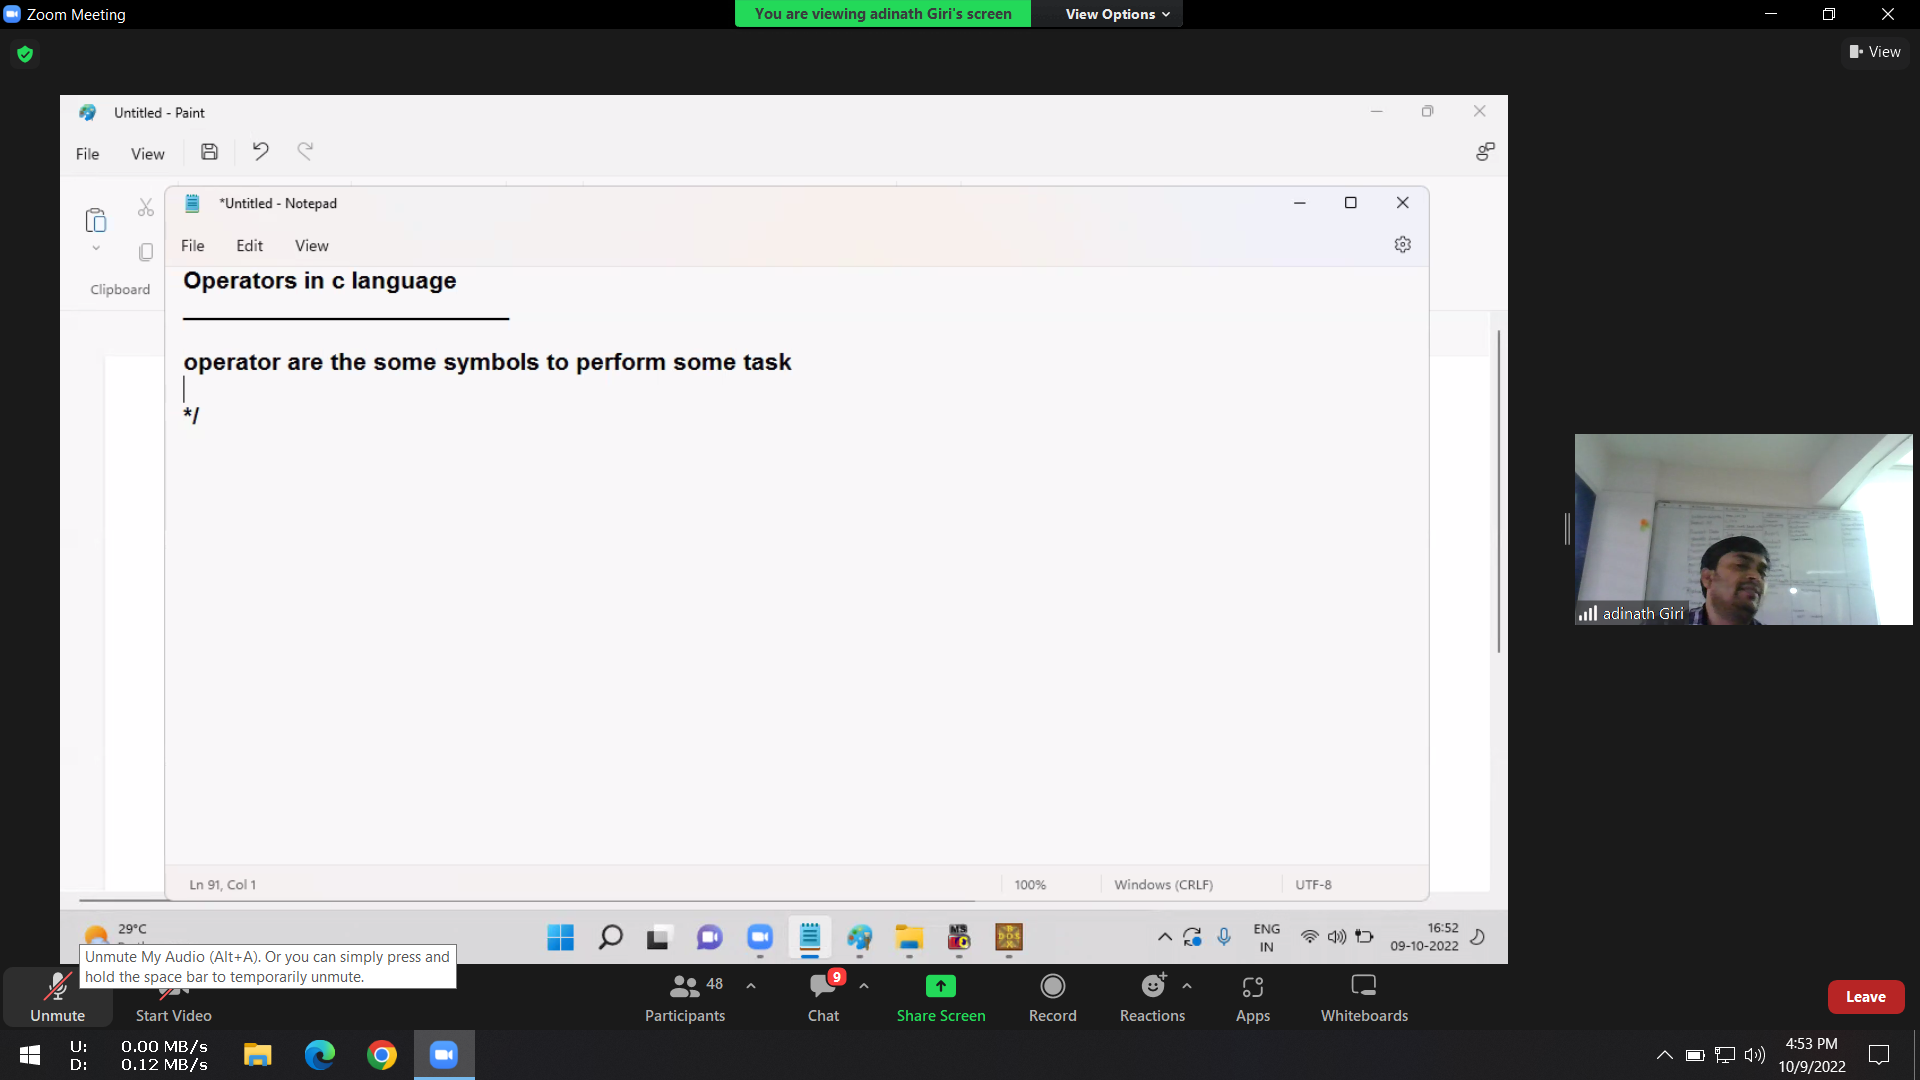 Zoom Meeting
You are viewing adinath Giri's screen
View Options
View
Untitled - Paint
File
View
*Untitled - Notepad
File
Edit
View
Clipboard
Operators in c language
operator are the some symbols to perform some task
*/
adinath Giri
Ln 91, Col 1
100%
Windows (CRLF)
UTF-8
29°C
ENG
IN
16:52
09-10-2022
Unmute My Audio (Alt+A). Or you can simply press and
hold the space bar to temporarily unmute.
Unmute
Start Video
48
Participants
9
Chat
Share Screen
Record
Reactions
Apps
Whiteboards
Leave
U: 0.00 MB/s
D: 0.12 MB/s
4:53 PM
10/9/2022